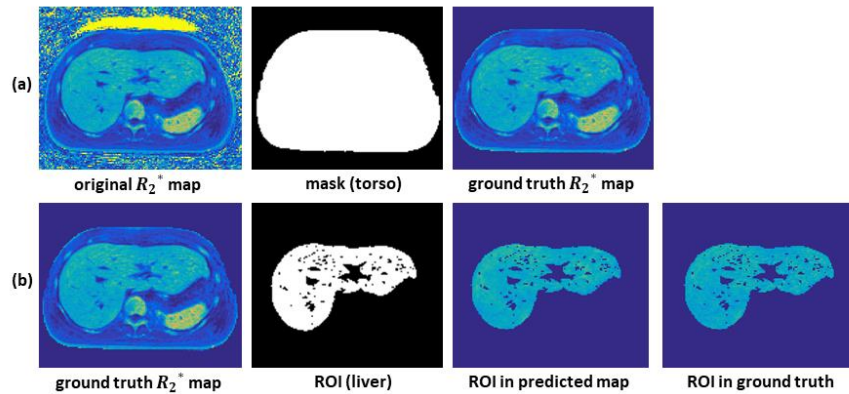 (a)
original R₂* map
mask (torso)
ground truth R₂* map
(b)
ground truth R₂* map
ROI (liver)
ROI in predicted map
ROI in ground truth